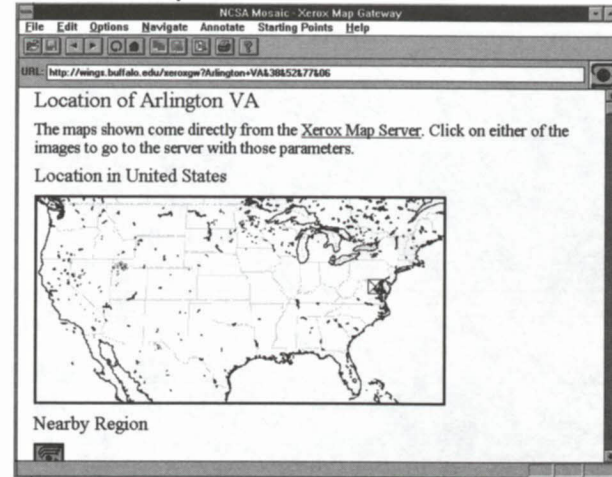 NCSA Mosaic - Xerox Map Gateway
File Edit Options Navigate Annotate Starting Points Help
URL: http://wings.buffalo.edu/xeroxgw?Arlington+VA&38&52&77&06
Location of Arlington VA
The maps shown come directly from the Xerox Map Server. Click on either of the
images to go to the server with those parameters.
Location in United States
Nearby Region